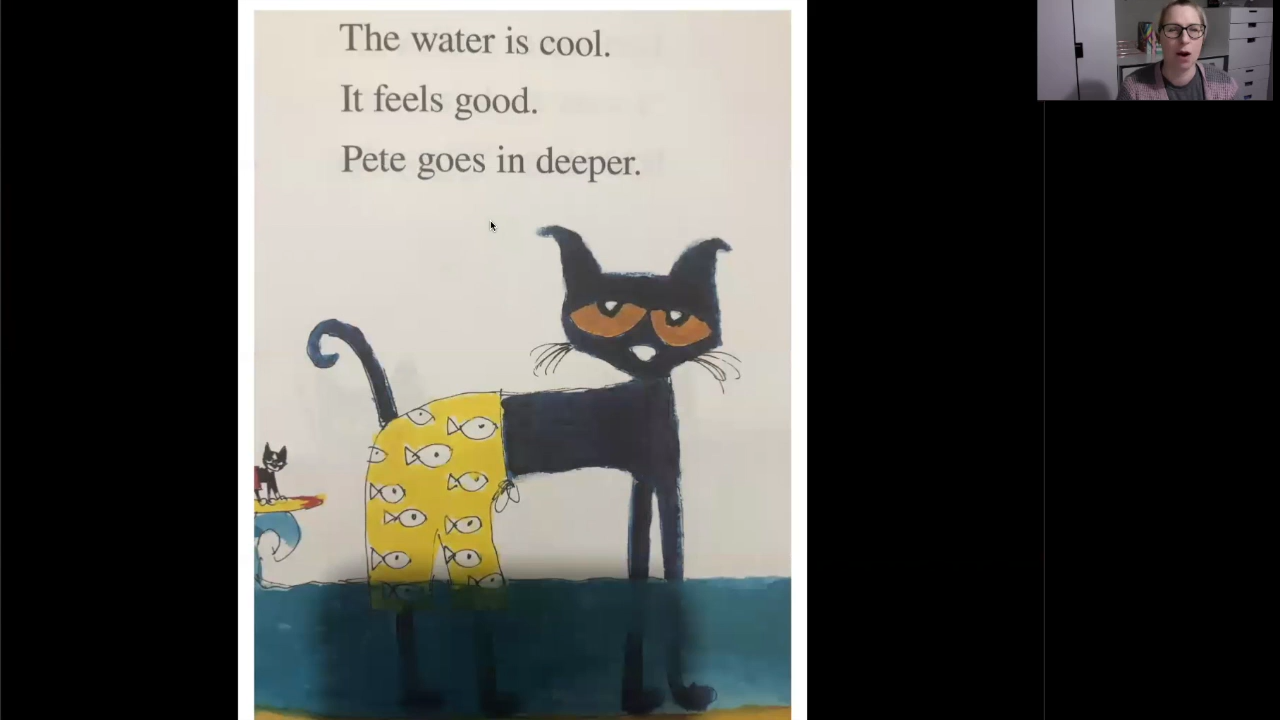 The water is cool.
It feels good.
Pete goes in deeper.